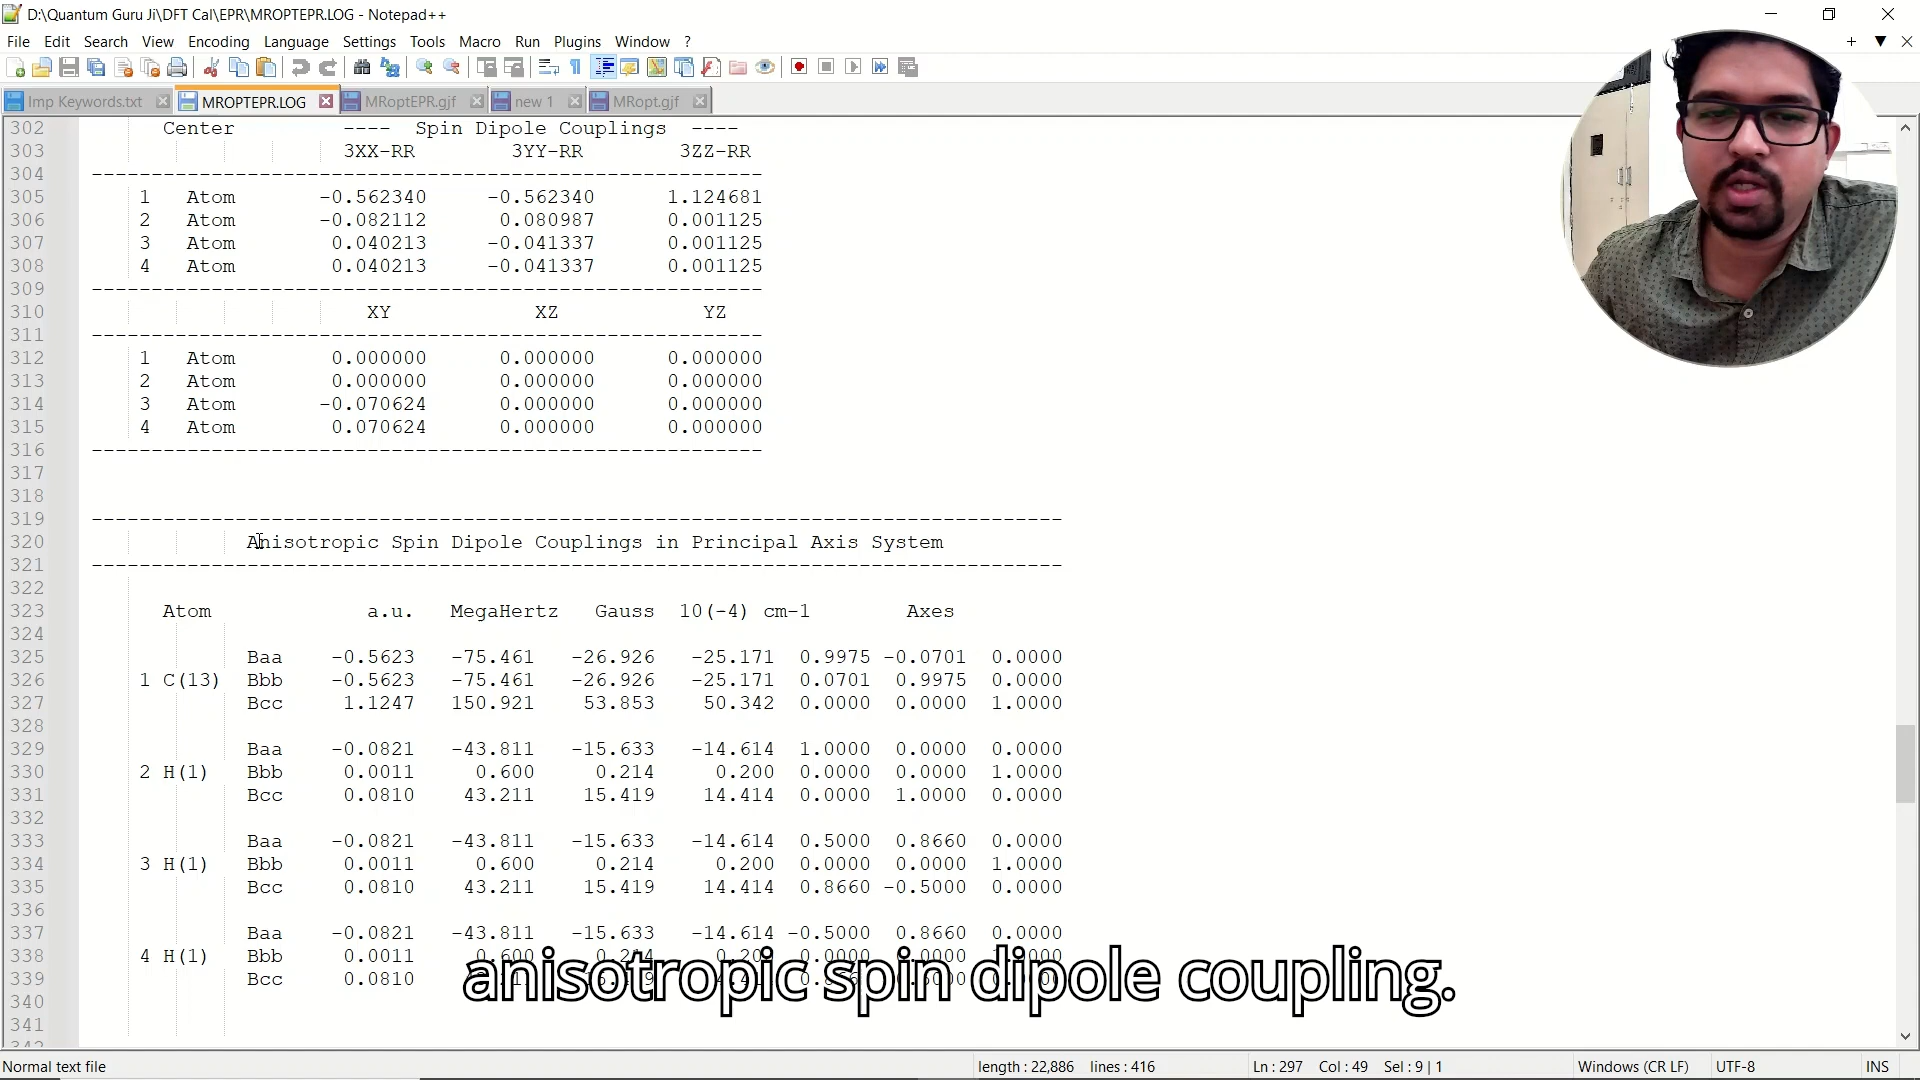 D:\Quantum Guru Ji\DFT Cal\EPR\MROPTEPR.LOG - Notepad++
File Edit Search View Encoding Language Settings Tools Macro Run Plugins Window ?
Imp Keywords.txt MROPTEPR.LOG MRoptEPR.gjf new 1 MRopt.gjf
302 Center ---- Spin Dipole Couplings ----
303 3XX-RR 3YY-RR 3ZZ-RR
304 --------------------------------------------------------
305 1 Atom -0.562340 -0.562340 1.124681
306 2 Atom -0.082112 0.080987 0.001125
307 3 Atom 0.040213 -0.041337 0.001125
308 4 Atom 0.040213 -0.041337 0.001125
309 --------------------------------------------------------
310 XY XZ YZ
311 --------------------------------------------------------
312 1 Atom 0.000000 0.000000 0.000000
313 2 Atom 0.000000 0.000000 0.000000
314 3 Atom -0.070624 0.000000 0.000000
315 4 Atom 0.070624 0.000000 0.000000
316 --------------------------------------------------------
317
318
319 ---------------------------------------------------------------------------------
320 Anisotropic Spin Dipole Couplings in Principal Axis System
321 ---------------------------------------------------------------------------------
322
323 Atom a.u. MegaHertz Gauss 10(-4) cm-1 Axes
324
325 Baa -0.5623 -75.461 -26.926 -25.171 0.9975 -0.0701 0.0000
326 1 C(13) Bbb -0.5623 -75.461 -26.926 -25.171 0.0701 0.9975 0.0000
327 Bcc 1.1247 150.921 53.853 50.342 0.0000 0.0000 1.0000
328
329 Baa -0.0821 -43.811 -15.633 -14.614 1.0000 0.0000 0.0000
330 2 H(1) Bbb 0.0011 0.600 0.214 0.200 0.0000 0.0000 1.0000
331 Bcc 0.0810 43.211 15.419 14.414 0.0000 1.0000 0.0000
332
333 Baa -0.0821 -43.811 -15.633 -14.614 0.5000 0.8660 0.0000
334 3 H(1) Bbb 0.0011 0.600 0.214 0.200 0.0000 0.0000 1.0000
335 Bcc 0.0810 43.211 15.419 14.414 0.8660 -0.5000 0.0000
336
337 Baa -0.0821 -43.811 -15.633 -14.614 -0.5000 0.8660 0.0000
338 4 H(1) Bbb 0.0011
339 Bcc 0.0810
anisotropic spin dipole coupling.
340
341
Normal text file length : 22,886 lines : 416 Ln : 297 Col : 49 Sel : 9 | 1 Windows (CR LF) UTF-8 INS